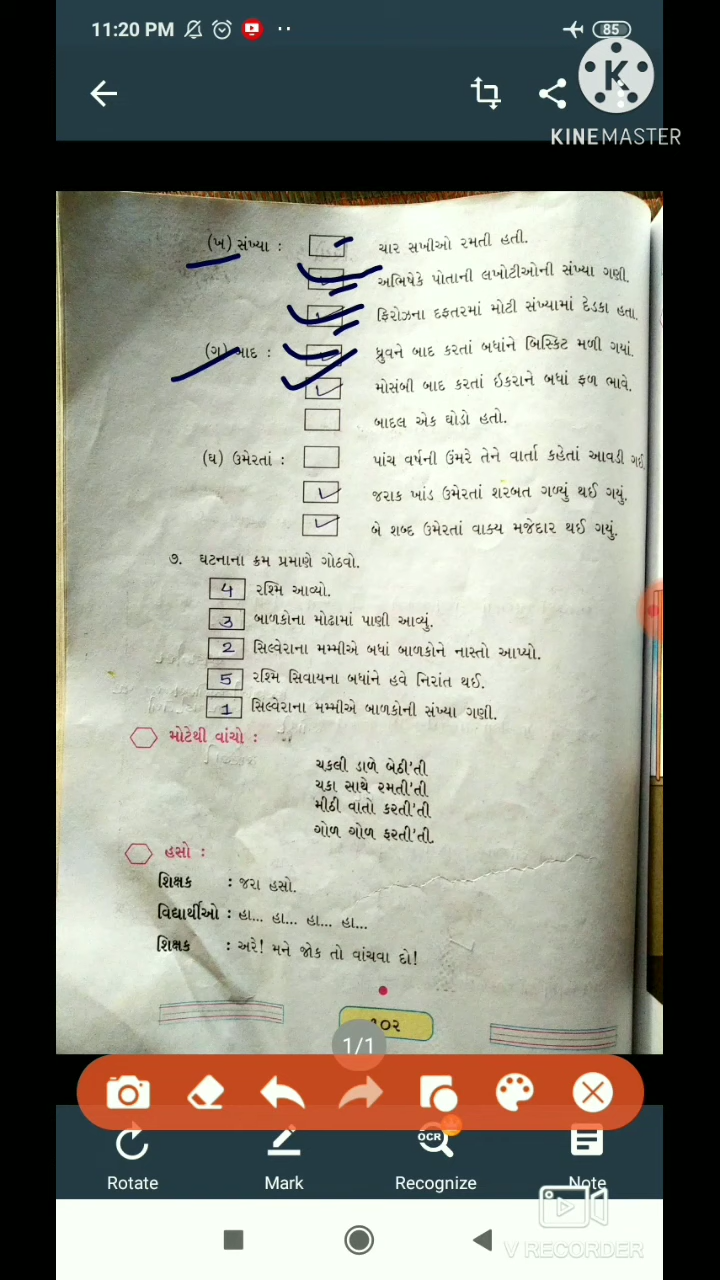 11:20 PM 85
K
KINEMASTER
(ખ) સંખ્યા : ચાર સખીઓ રમતી હતી.
અભિષેકે પોતાની લખોટીઓની સંખ્યા ગણી.
ફિરોઝના દફતરમાં મોટી સંખ્યામાં દેડકા હતા.
(ગ) બાદ : ધ્રુવને બાદ કરતાં બધાંને બિસ્કિટ મળી ગયાં.
મોસંબી બાદ કરતાં ઇકરાને બધાં ફળ ભાવે.
બાદલ એક ઘોડો હતો.
(ઘ) ઉમેરતાં : પાંચ વર્ષની ઉંમરે તેને વાર્તા કહેતાં આવડી ગઈ.
જરાક ખાંડ ઉમેરતાં શરબત ગળ્યું થઈ ગયું.
બે શબ્દ ઉમેરતાં વાક્ય મજેદાર થઈ ગયું.
૭. ઘટનાના ક્રમ પ્રમાણે ગોઠવો.
4 રશ્મિ આવ્યો.
3 બાળકોના મોઢામાં પાણી આવ્યું.
2 સિલ્વેરાના મમ્મીએ બધાં બાળકોને નાસ્તો આપ્યો.
5 રશ્મિ સિવાયના બધાંને હવે નિરાંત થઈ.
1 સિલ્વેરાના મમ્મીએ બાળકોની સંખ્યા ગણી.
મોટેથી વાંચો :
ચકલી ડાળે બેઠી'તી
ચકા સાથે રમતી'તી
મીઠી વાતો કરતી'તી
ગોળ ગોળ ફરતી'તી.
હસો :
શિક્ષક : જરા હસો.
વિદ્યાર્થીઓ : હા... હા... હા... હા...
શિક્ષક : અરે! મને જોક તો વાંચવા દો!
૧૦૨
1/1
OCR
Rotate Mark Recognize Note
V RECORDER